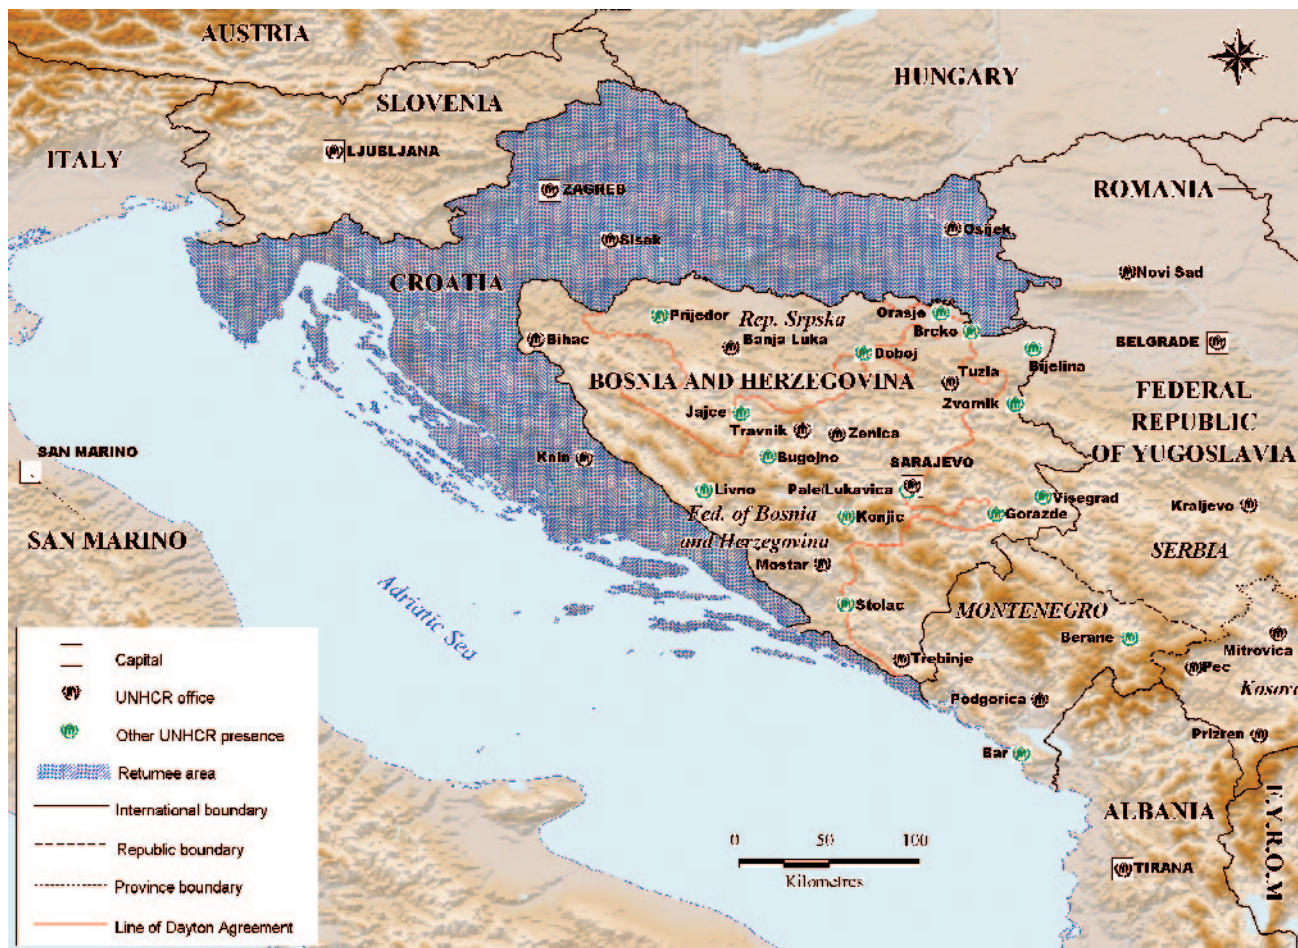 AUSTRIA
HUNGARY
SLOVENIA
LJUBLJANA
ITALY
ZAGREB
ROMANIA
Sisak
Osijek
Novi Sad
CROATIA
Prijedor
Rep. Srpska
Orasje
Brcko
Bihac
Banja Luka
Doboj
Bijelina
BELGRADE
Tuzla
BOSNIA AND HERZEGOVINA
Zvornik
FEDERAL
REPUBLIC
OF YUGOSLAVIA
Jajce
Travnik
Zenica
SAN MARINO
Knin
Bugojno
SARAJEVO
Livno
Pale/Lukavica
Visegrad
Kraljevo
Fed. of Bosnia
and Herzegovina
Konjic
Gorazde
SAN MARINO
SERBIA
Mostar
Adriatic Sea
Stolac
MONTENEGRO
Berane
Mitrovica
Trebinje
Pec
Kosovo
Podgorica
Prizren
Bar
ALBANIA
F.Y.R.O.M
TIRANA
Capital
UNHCR office
Other UNHCR presence
Returnee area
International boundary
Republic boundary
Province boundary
Line of Dayton Agreement
0 50 100
Kilometres